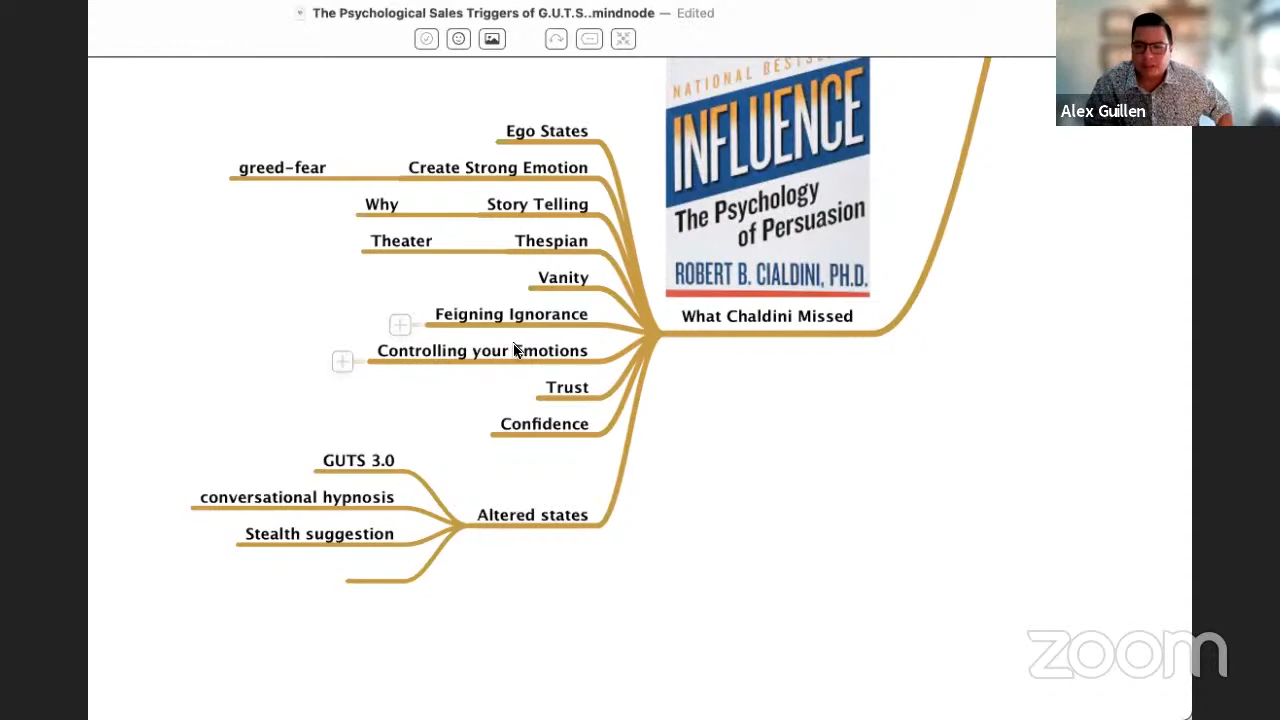 The Psychological Sales Triggers of G.U.T.S..mindnode — Edited
Alex Guillen
NATIONAL
INFLUENCE
The Psychology
of Persuasion
ROBERT B. CIALDINI, PH.D.
What Chaldini Missed
Ego States
greed-fear Create Strong Emotion
Why Story Telling
Theater Thespian
Vanity
Feigning Ignorance
Controlling your Emotions
Trust
Confidence
GUTS 3.0
conversational hypnosis
Altered states
Stealth suggestion
zoom